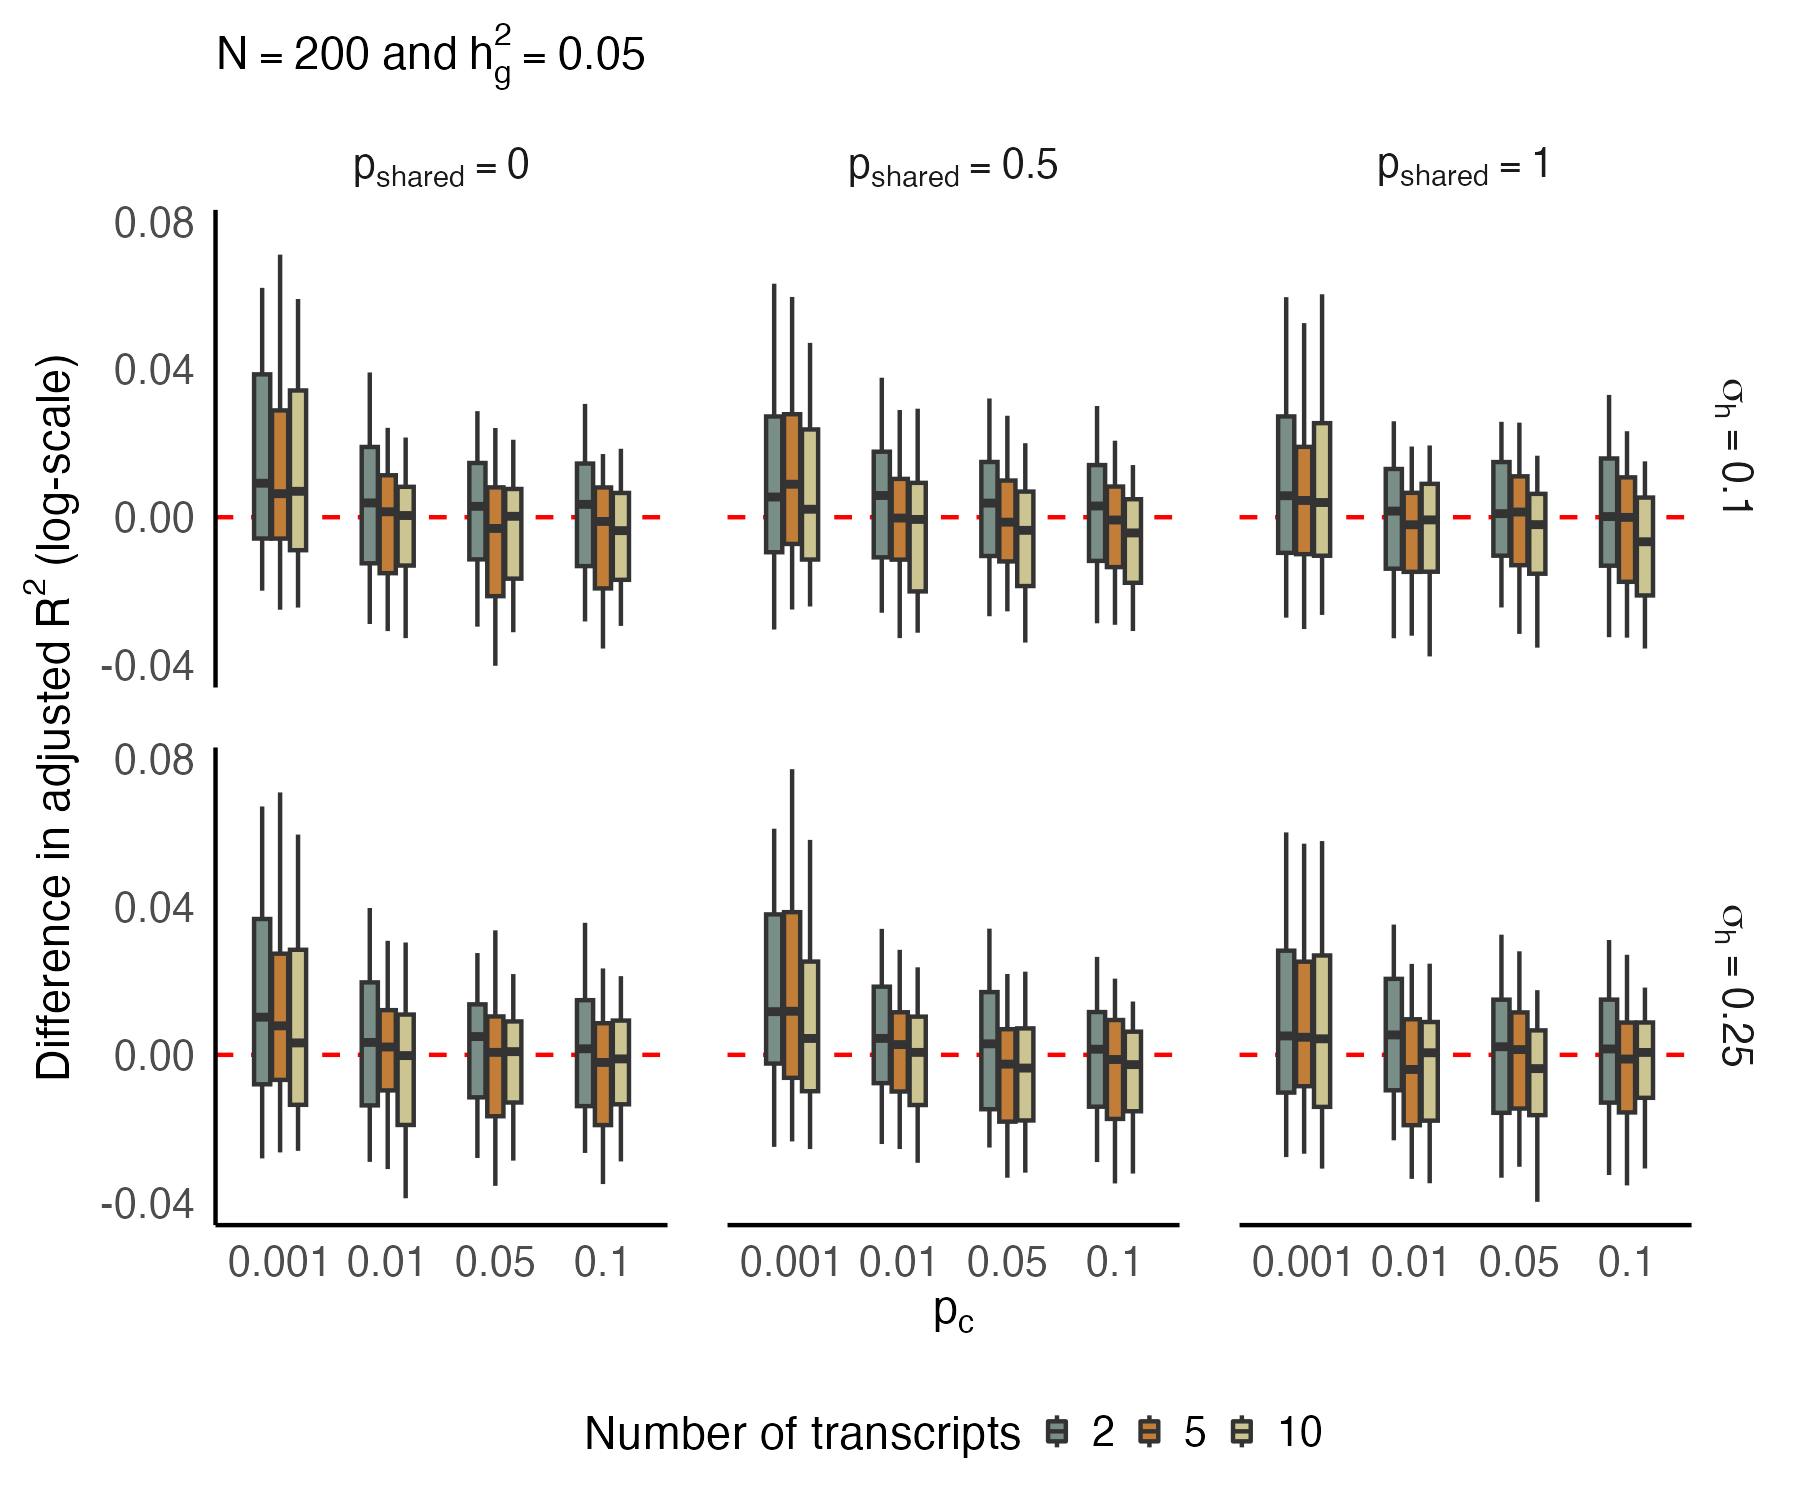 N = 200 and h²g = 0.05
pshared = 0 pshared = 0.5 pshared = 1
Difference in adjusted R² (log-scale)
0.08
0.04
0.00
-0.04
σh = 0.1
0.08
0.04
0.00
-0.04
σh = 0.25
0.001 0.01 0.05 0.1 0.001 0.01 0.05 0.1 0.001 0.01 0.05 0.1
pc
Number of transcripts 2 5 10